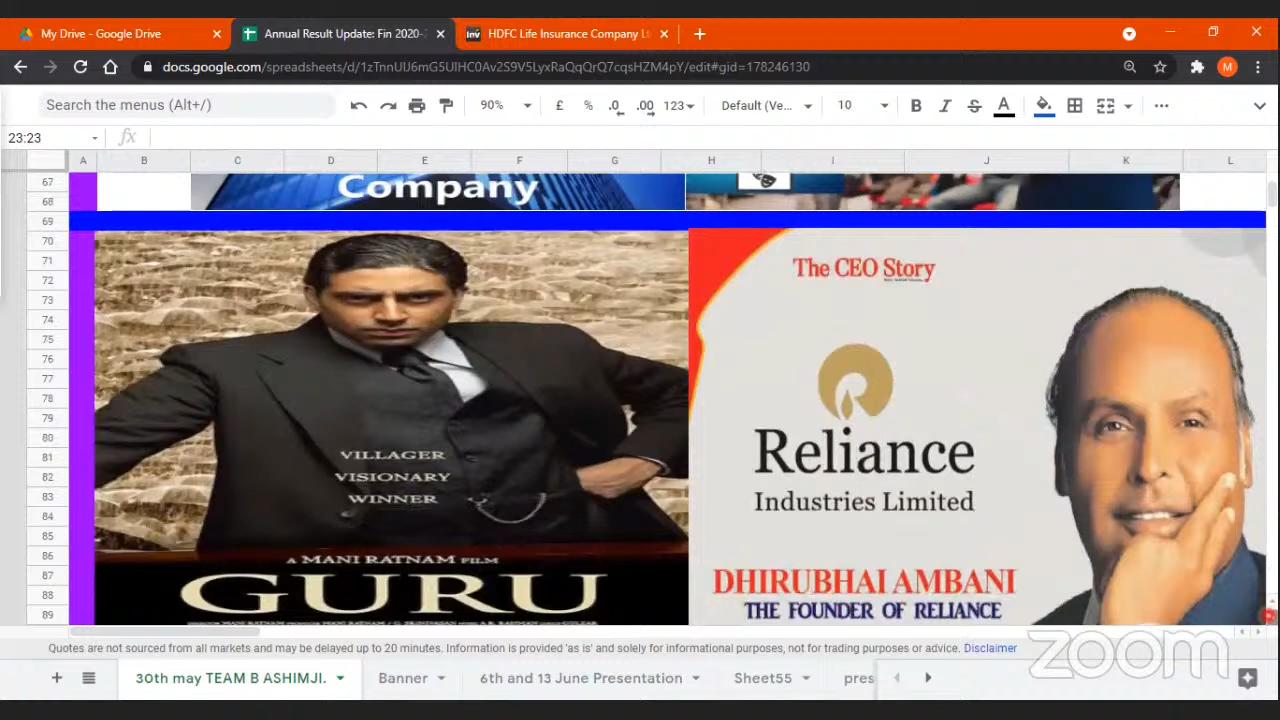 My Drive - Google Drive
Annual Result Update: Fin 2020-
Inv
HDFC Life Insurance Company L
docs.google.com/spreadsheets/d/1zTnnUU6mG5UIHC0Av2S9V5LyxRaQqQrQ7cqsHZM4pY/edit#gid=178246130
M
Search the menus (Alt+/)
90%
£
%
.0
.00
123
Default (Ve...
10
B
I
S
A
23:23
fx
A B C D E F G H I J K L
67
68
69
70
71
72
73
74
75
76
77
78
79
80
81
82
83
84
85
86
87
88
89
Company
VILLAGER
VISIONARY
WINNER
A MANI RATNAM FILM
GURU
The CEO Story
Reliance
Industries Limited
DHIRUBHAI AMBANI
THE FOUNDER OF RELIANCE
Quotes are not sourced from all markets and may be delayed up to 20 minutes. Information is provided 'as is' and solely for informational purposes, not for trading purposes or advice. Disclaimer
zoom
30th may TEAM B ASHIMJI.
Banner
6th and 13 June Presentation
Sheet55
pres